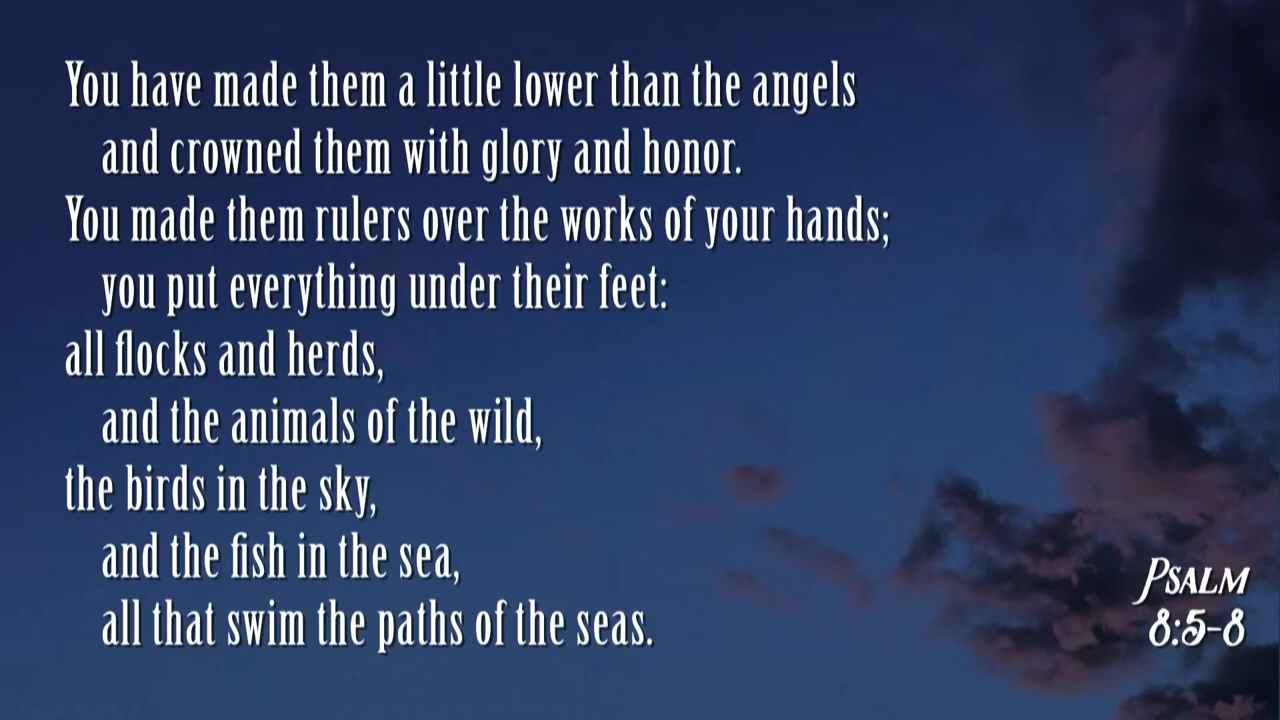 You have made them a little lower than the angels
and crowned them with glory and honor.
You made them rulers over the works of your hands;
you put everything under their feet:
all flocks and herds,
and the animals of the wild,
the birds in the sky,
and the fish in the sea,
all that swim the paths of the seas.
Psalm
8:5-8